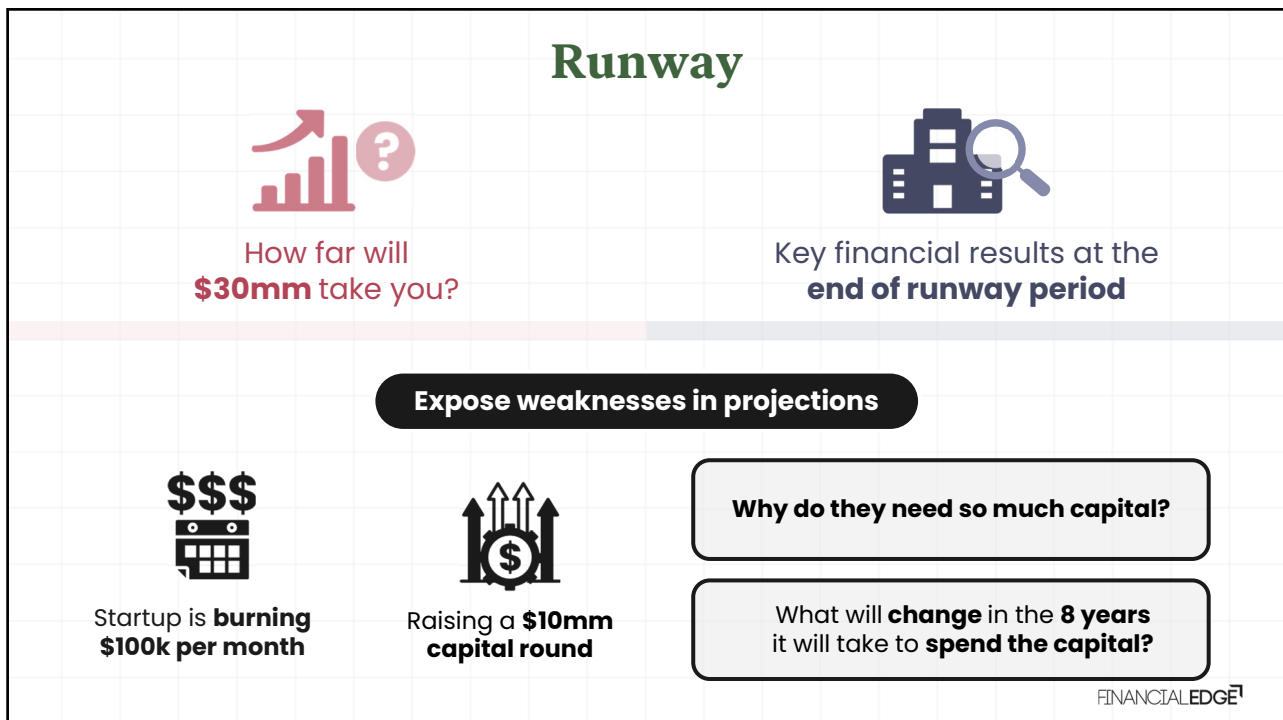 Runway
?
How far will
$30mm take you?
Key financial results at the
end of runway period
Expose weaknesses in projections
$$$
Startup is burning
$100k per month
$
Raising a $10mm
capital round
Why do they need so much capital?
What will change in the 8 years
it will take to spend the capital?
FINANCIALEDGE